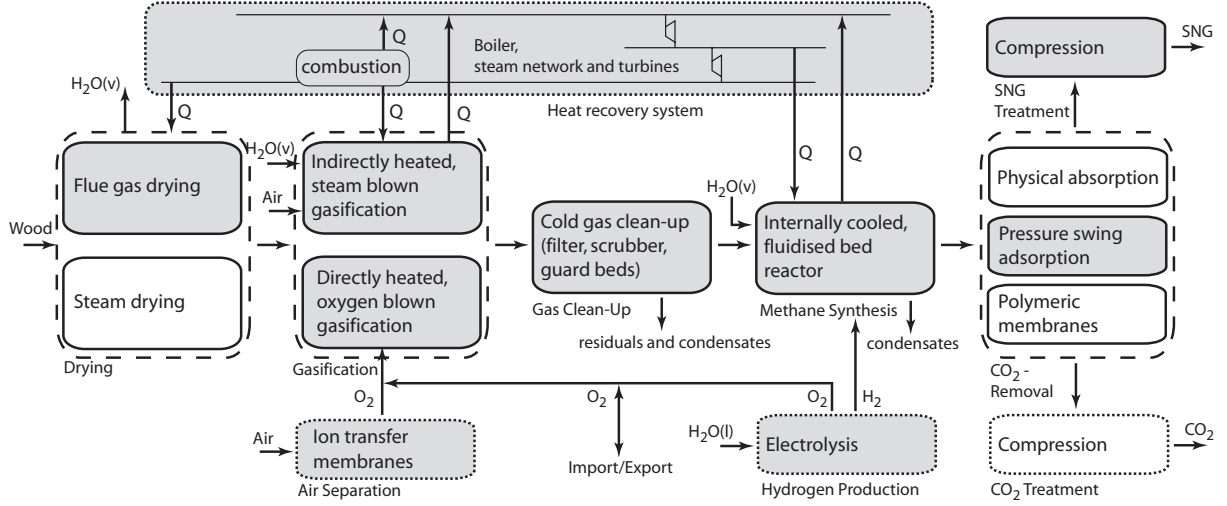 Q
combustion
Boiler,
steam network and turbines
Heat recovery system
Q
Q
Q
Q
Q
H2O(v)
Flue gas drying
Wood
Steam drying
Drying
H2O(v)
Air
Indirectly heated,
steam blown
gasification
Directly heated,
oxygen blown
gasification
Gasification
O2
Air
Ion transfer
membranes
Air Separation
Cold gas clean-up
(filter, scrubber,
guard beds)
Gas Clean-Up
residuals and condensates
O2
Import/Export
H2O(v)
Internally cooled,
fluidised bed
reactor
Methane Synthesis
condensates
O2
H2
H2O(l)
Electrolysis
Hydrogen Production
Compression
SNG
SNG
Treatment
Physical absorption
Pressure swing
adsorption
Polymeric
membranes
CO2 -
Removal
Compression
CO2
CO2 Treatment